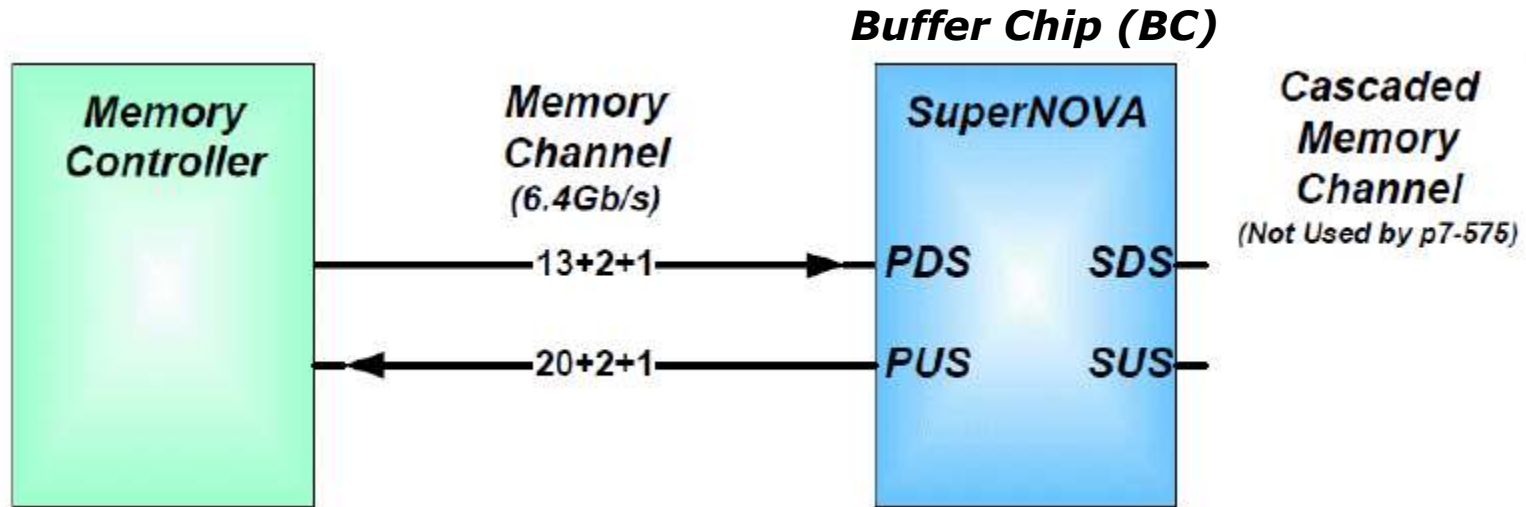 Buffer Chip (BC)
Memory
Controller
Memory
Channel
(6.4Gb/s)
13+2+1
20+2+1
SuperNOVA
PDS
SDS
PUS
SUS
Cascaded
Memory
Channel
(Not Used by p7-575)